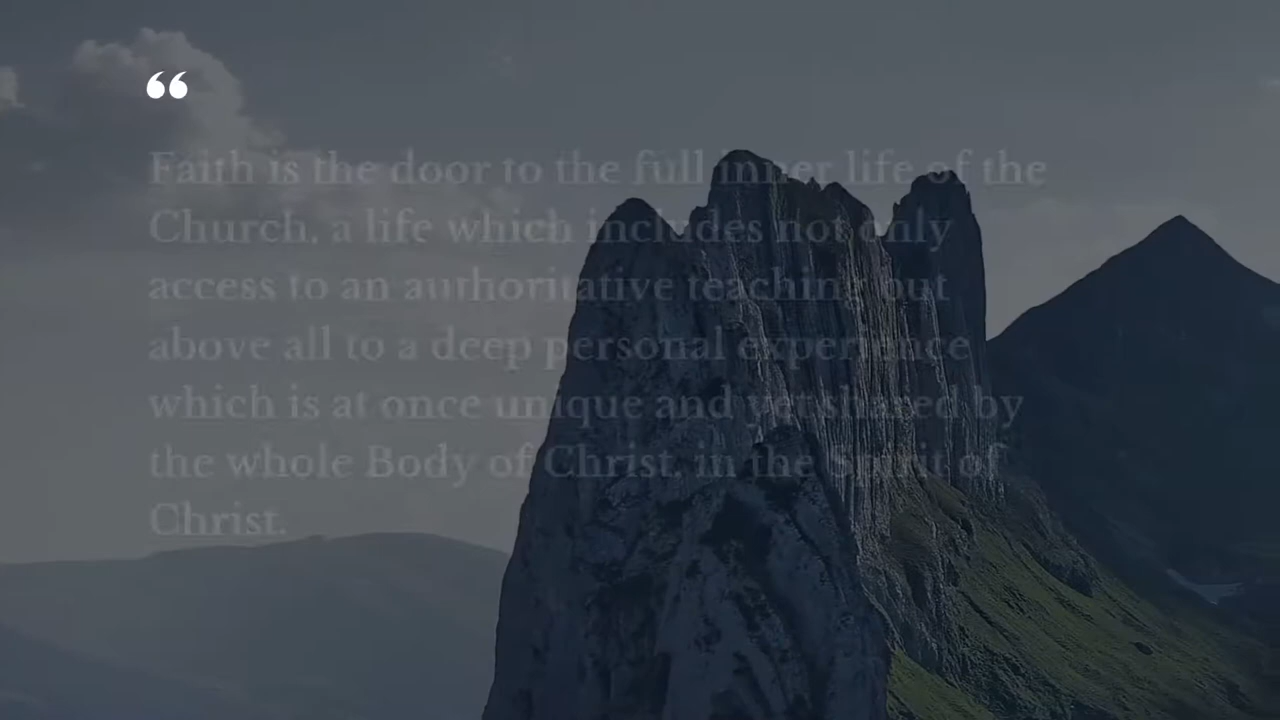 “
Faith is the door to the full inner life of the
Church, a life which includes not only
access to an authoritative teaching but
above all to a deep personal experience
which is at once unique and yet shared by
the whole Body of Christ, in the Spirit of
Christ.